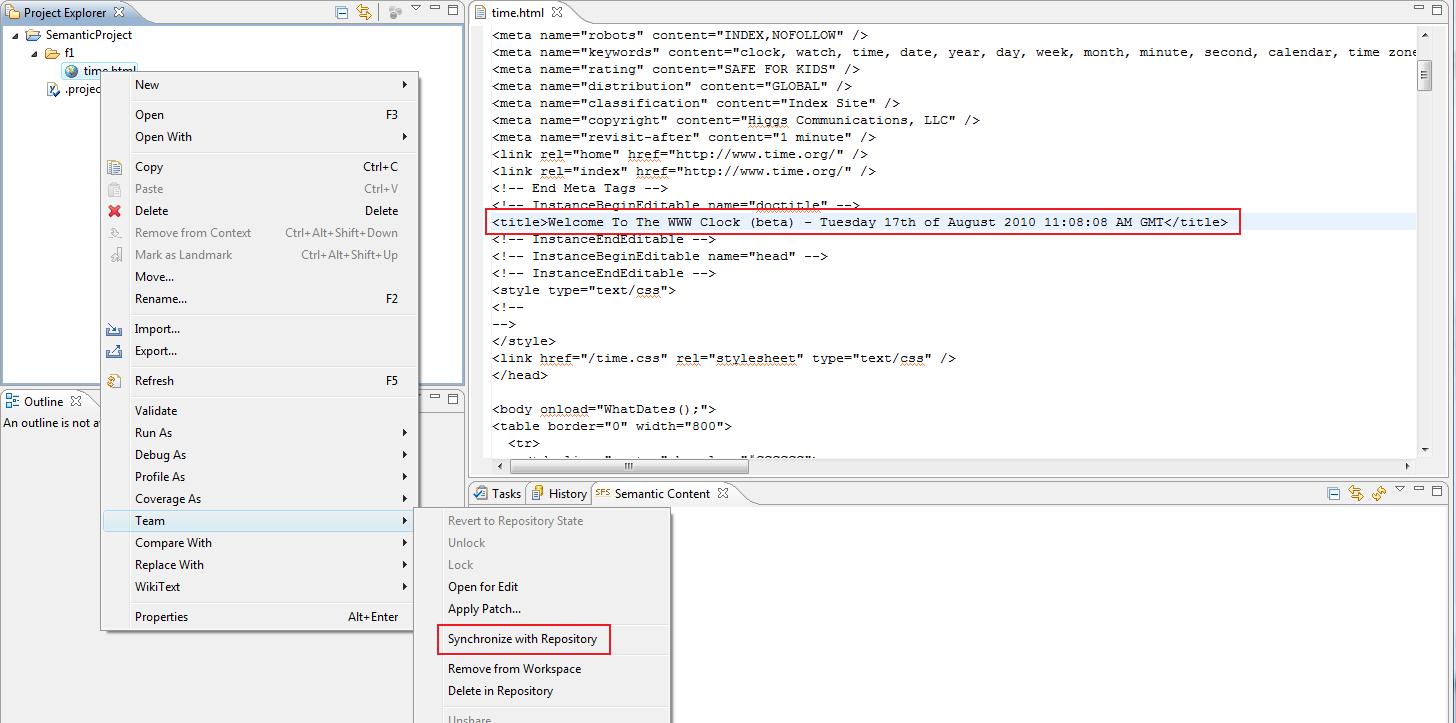 Project Explorer
SemanticProject
f1
time.html
.projec
New
Open F3
Open With
Copy Ctrl+C
Paste Ctrl+V
Delete Delete
Remove from Context Ctrl+Alt+Shift+Down
Mark as Landmark Ctrl+Alt+Shift+Up
Move...
Rename... F2
Import...
Export...
Refresh F5
Validate
Run As
Debug As
Profile As
Coverage As
Team
Compare With
Replace With
WikiText
Properties Alt+Enter
Outline
An outline is not a
time.html
<meta name="robots" content="INDEX,NOFOLLOW" />
<meta name="keywords" content="clock, watch, time, date, year, day, week, month, minute, second, calendar, time zone
<meta name="rating" content="SAFE FOR KIDS" />
<meta name="distribution" content="GLOBAL" />
<meta name="classification" content="Index Site" />
<meta name="copyright" content="Higgs Communications, LLC" />
<meta name="revisit-after" content="1 minute" />
<link rel="home" href="http://www.time.org/" />
<link rel="index" href="http://www.time.org/" />
<!-- End Meta Tags -->
<!-- InstanceBeginEditable name="doctitle" -->
<title>Welcome To The WWW Clock (beta) - Tuesday 17th of August 2010 11:08:08 AM GMT</title>
<!-- InstanceEndEditable -->
<!-- InstanceBeginEditable name="head" -->
<!-- InstanceEndEditable -->
<style type="text/css">
<!--
-->
</style>
<link href="/time.css" rel="stylesheet" type="text/css" />
</head>
<body onload="WhatDates();">
<table border="0" width="800">
<tr>
Tasks History SFS Semantic Content
Revert to Repository State
Unlock
Lock
Open for Edit
Apply Patch...
Synchronize with Repository
Remove from Workspace
Delete in Repository
Unshare